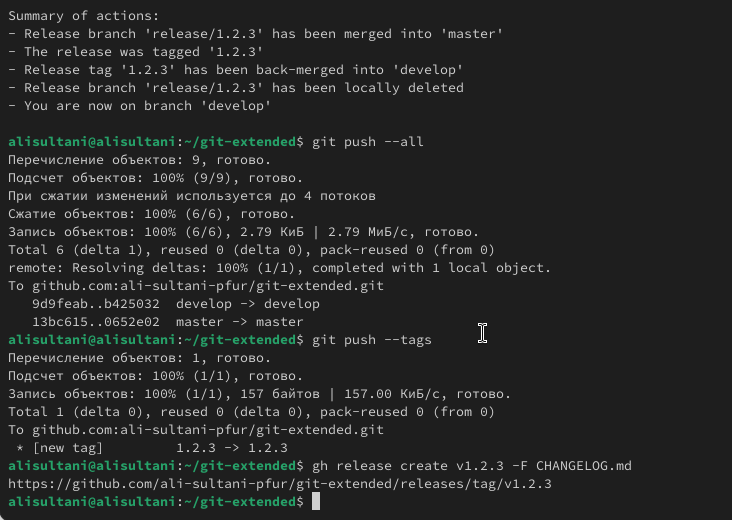 Summary of actions:
- Release branch 'release/1.2.3' has been merged into 'master'
- The release was tagged '1.2.3'
- Release tag '1.2.3' has been back-merged into 'develop'
- Release branch 'release/1.2.3' has been locally deleted
- You are now on branch 'develop'
alisultani@alisultani:~/git-extended$ git push --all
Перечисление объектов: 9, готово.
Подсчет объектов: 100% (9/9), готово.
При сжатии изменений используется до 4 потоков
Сжатие объектов: 100% (6/6), готово.
Запись объектов: 100% (6/6), 2.79 КиБ | 2.79 МиБ/с, готово.
Total 6 (delta 1), reused 0 (delta 0), pack-reused 0 (from 0)
remote: Resolving deltas: 100% (1/1), completed with 1 local object.
To github.com:ali-sultani-pfur/git-extended.git
   9d9feab..b425032  develop -> develop
   13bc615..0652e02  master -> master
alisultani@alisultani:~/git-extended$ git push --tags
Перечисление объектов: 1, готово.
Подсчет объектов: 100% (1/1), готово.
Запись объектов: 100% (1/1), 157 байтов | 157.00 КиБ/с, готово.
Total 1 (delta 0), reused 0 (delta 0), pack-reused 0 (from 0)
To github.com:ali-sultani-pfur/git-extended.git
 * [new tag]         1.2.3 -> 1.2.3
alisultani@alisultani:~/git-extended$ gh release create v1.2.3 -F CHANGELOG.md
https://github.com/ali-sultani-pfur/git-extended/releases/tag/v1.2.3
alisultani@alisultani:~/git-extended$